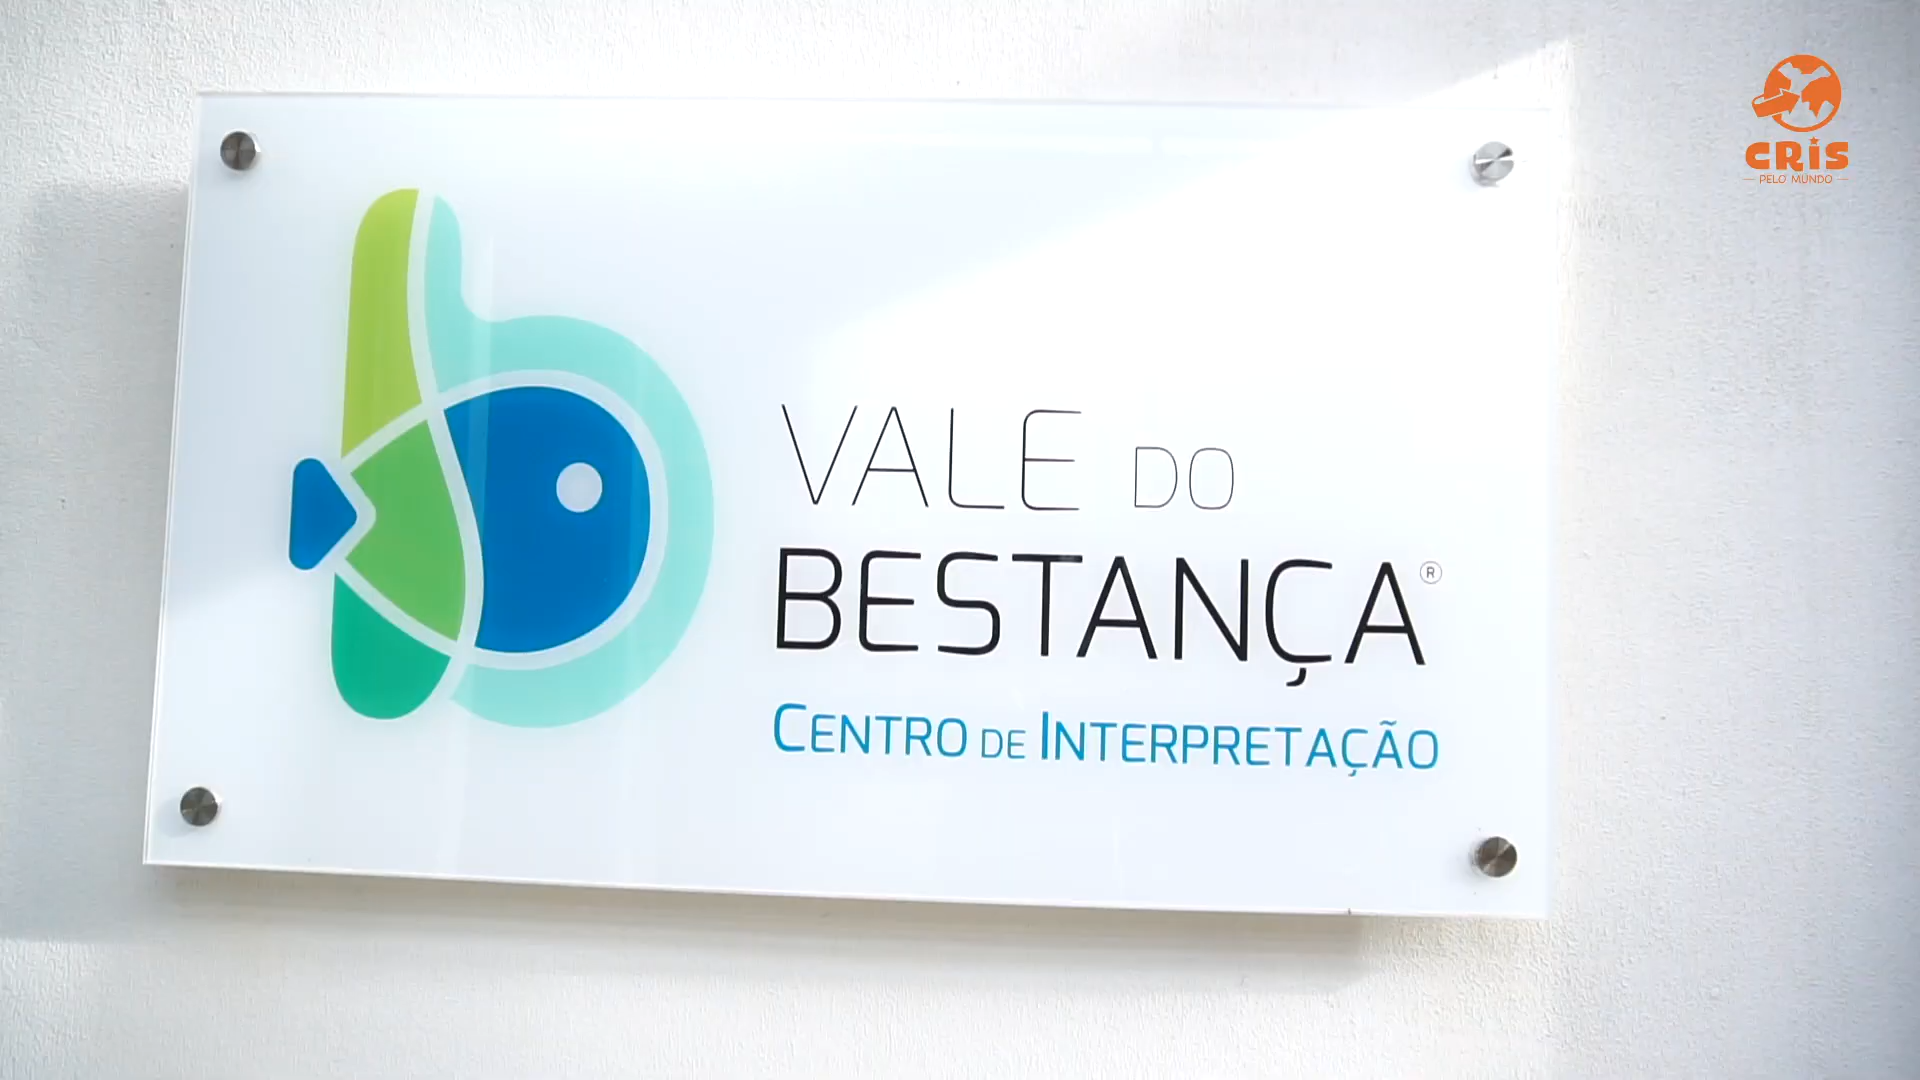 CRIS
PELO MUNDO
VALE DO
BESTANÇA®
CENTRO DE INTERPRETAÇÃO